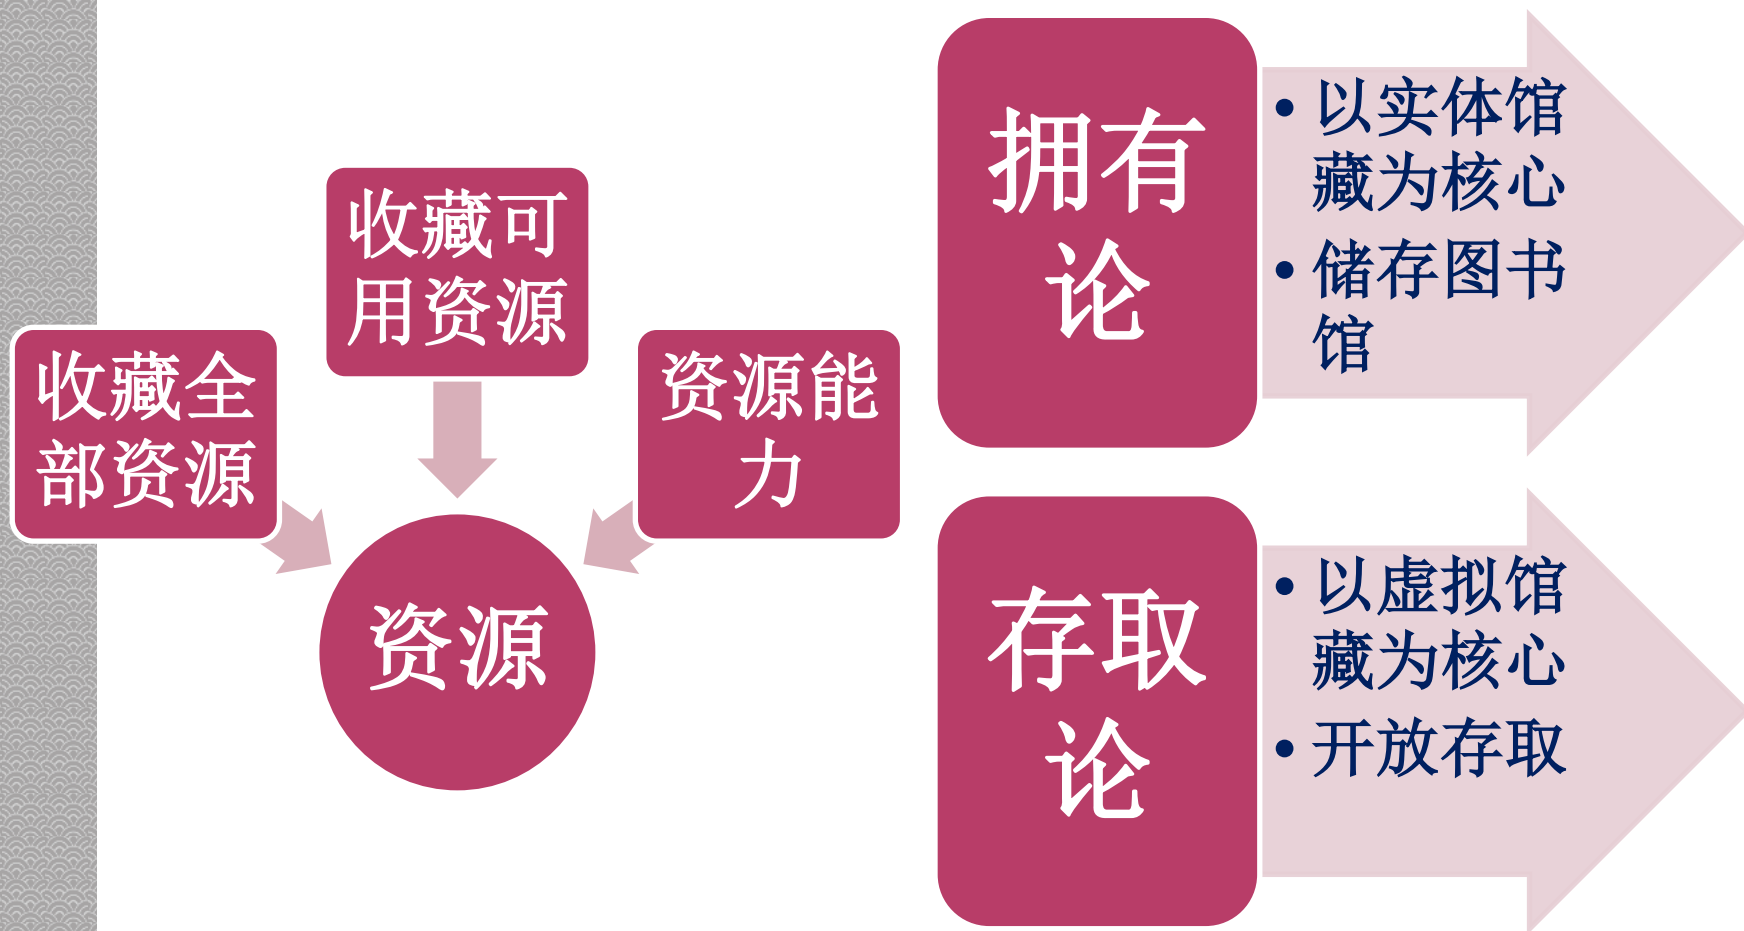 收藏可
用资源
收藏全
部资源
资源能
力
资源
拥有
论
• 以实体馆
藏为核心
• 储存图书
馆
存取
论
• 以虚拟馆
藏为核心
• 开放存取